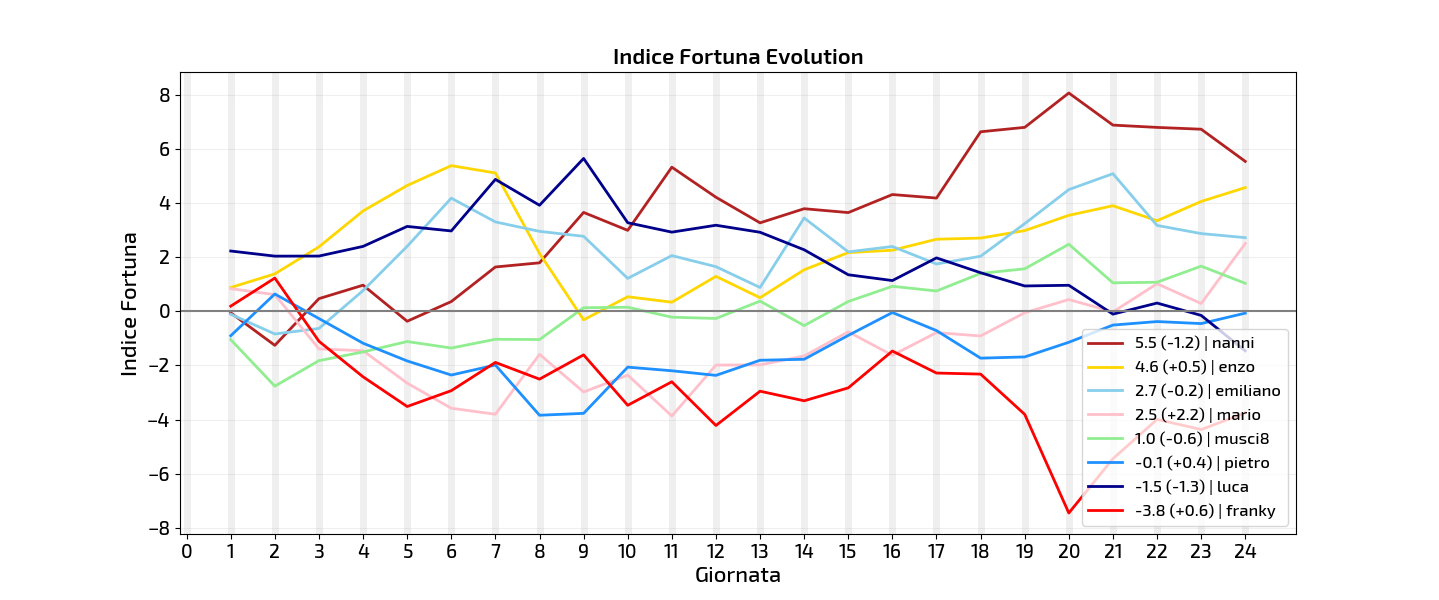 Indice Fortuna Evolution
Indice Fortuna
8
6
4
2
0
−2
−4
−6
−8
0 1 2 3 4 5 6 7 8 9 10 11 12 13 14 15 16 17 18 19 20 21 22 23 24
Giornata
5.5 (-1.2) | nanni
4.6 (+0.5) | enzo
2.7 (-0.2) | emiliano
2.5 (+2.2) | mario
1.0 (-0.6) | musci8
-0.1 (+0.4) | pietro
-1.5 (-1.3) | luca
-3.8 (+0.6) | franky